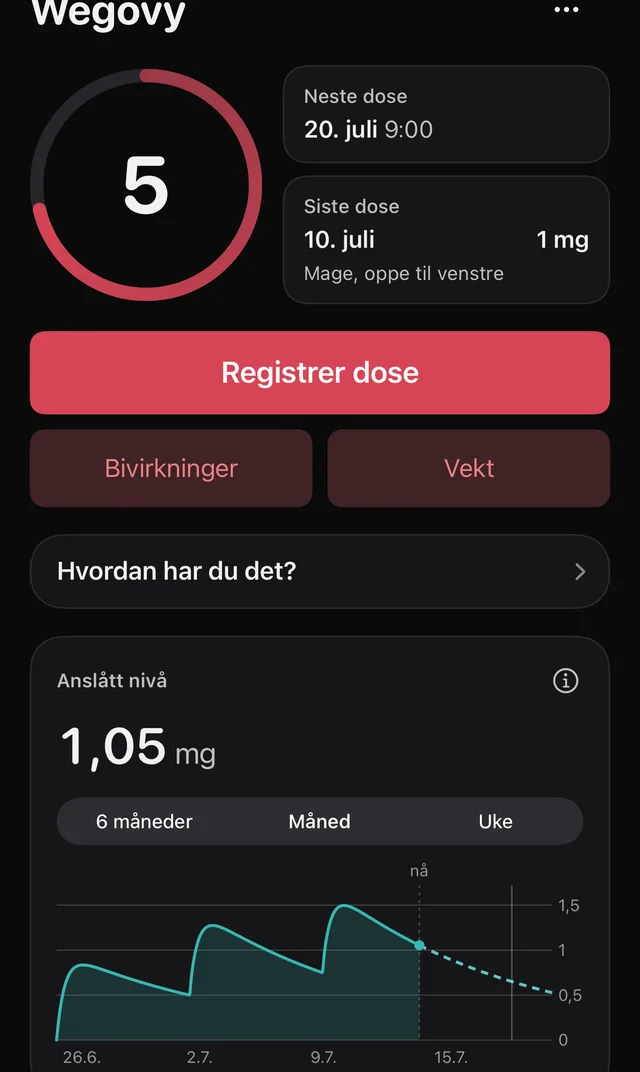 Wegovy
5
Neste dose
20. juli 9:00
Siste dose
10. juli 1 mg
Mage, oppe til venstre
Registrer dose
Bivirkninger
Vekt
Hvordan har du det?
Anslått nivå
1,05 mg
6 måneder Måned Uke
nå
1,5
1
0,5
0
26.6. 2.7. 9.7. 15.7.